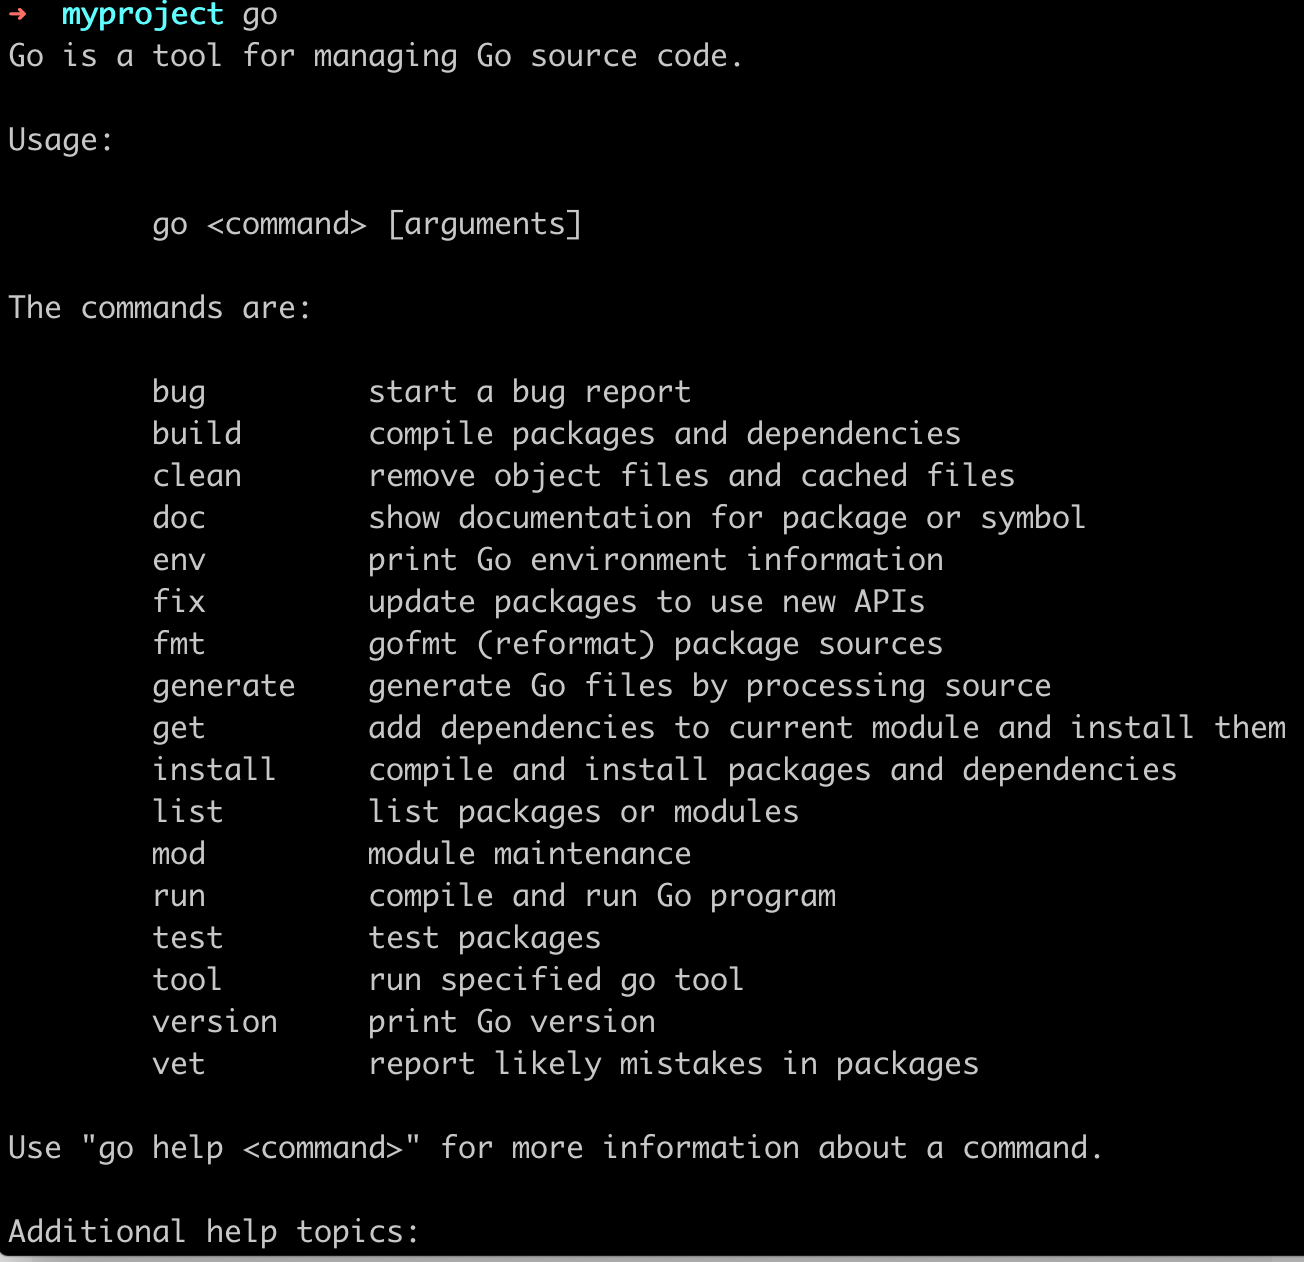 ➜  myproject go
Go is a tool for managing Go source code.

Usage:

        go <command> [arguments]

The commands are:

        bug         start a bug report
        build       compile packages and dependencies
        clean       remove object files and cached files
        doc         show documentation for package or symbol
        env         print Go environment information
        fix         update packages to use new APIs
        fmt         gofmt (reformat) package sources
        generate    generate Go files by processing source
        get         add dependencies to current module and install them
        install     compile and install packages and dependencies
        list        list packages or modules
        mod         module maintenance
        run         compile and run Go program
        test        test packages
        tool        run specified go tool
        version     print Go version
        vet         report likely mistakes in packages

Use "go help <command>" for more information about a command.

Additional help topics: